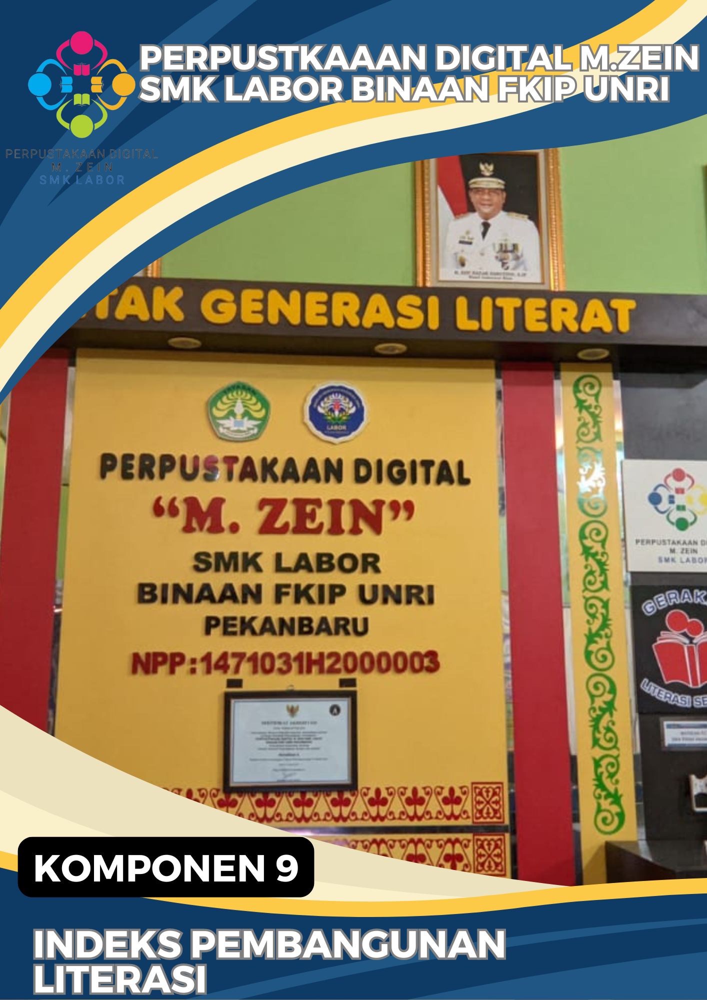 PERPUSTKAAAN DIGITAL M.ZEIN
SMK LABOR BINAAN FKIP UNRI
PERPUSTAKAAN DIGITAL
M. ZEIN
SMK LABOR
TAK GENERASI LITERAT
LABOR
PERPUSTAKAAN DIGITAL
“M. ZEIN”
SMK LABOR
BINAAN FKIP UNRI
PEKANBARU
NPP:1471031H2000003
PERPUSTAKAAN D
M. ZEIN
SMK LABOR
GERAK
LITERASI SE
A
KOMPONEN 9
INDEKS PEMBANGUNAN
LITERASI